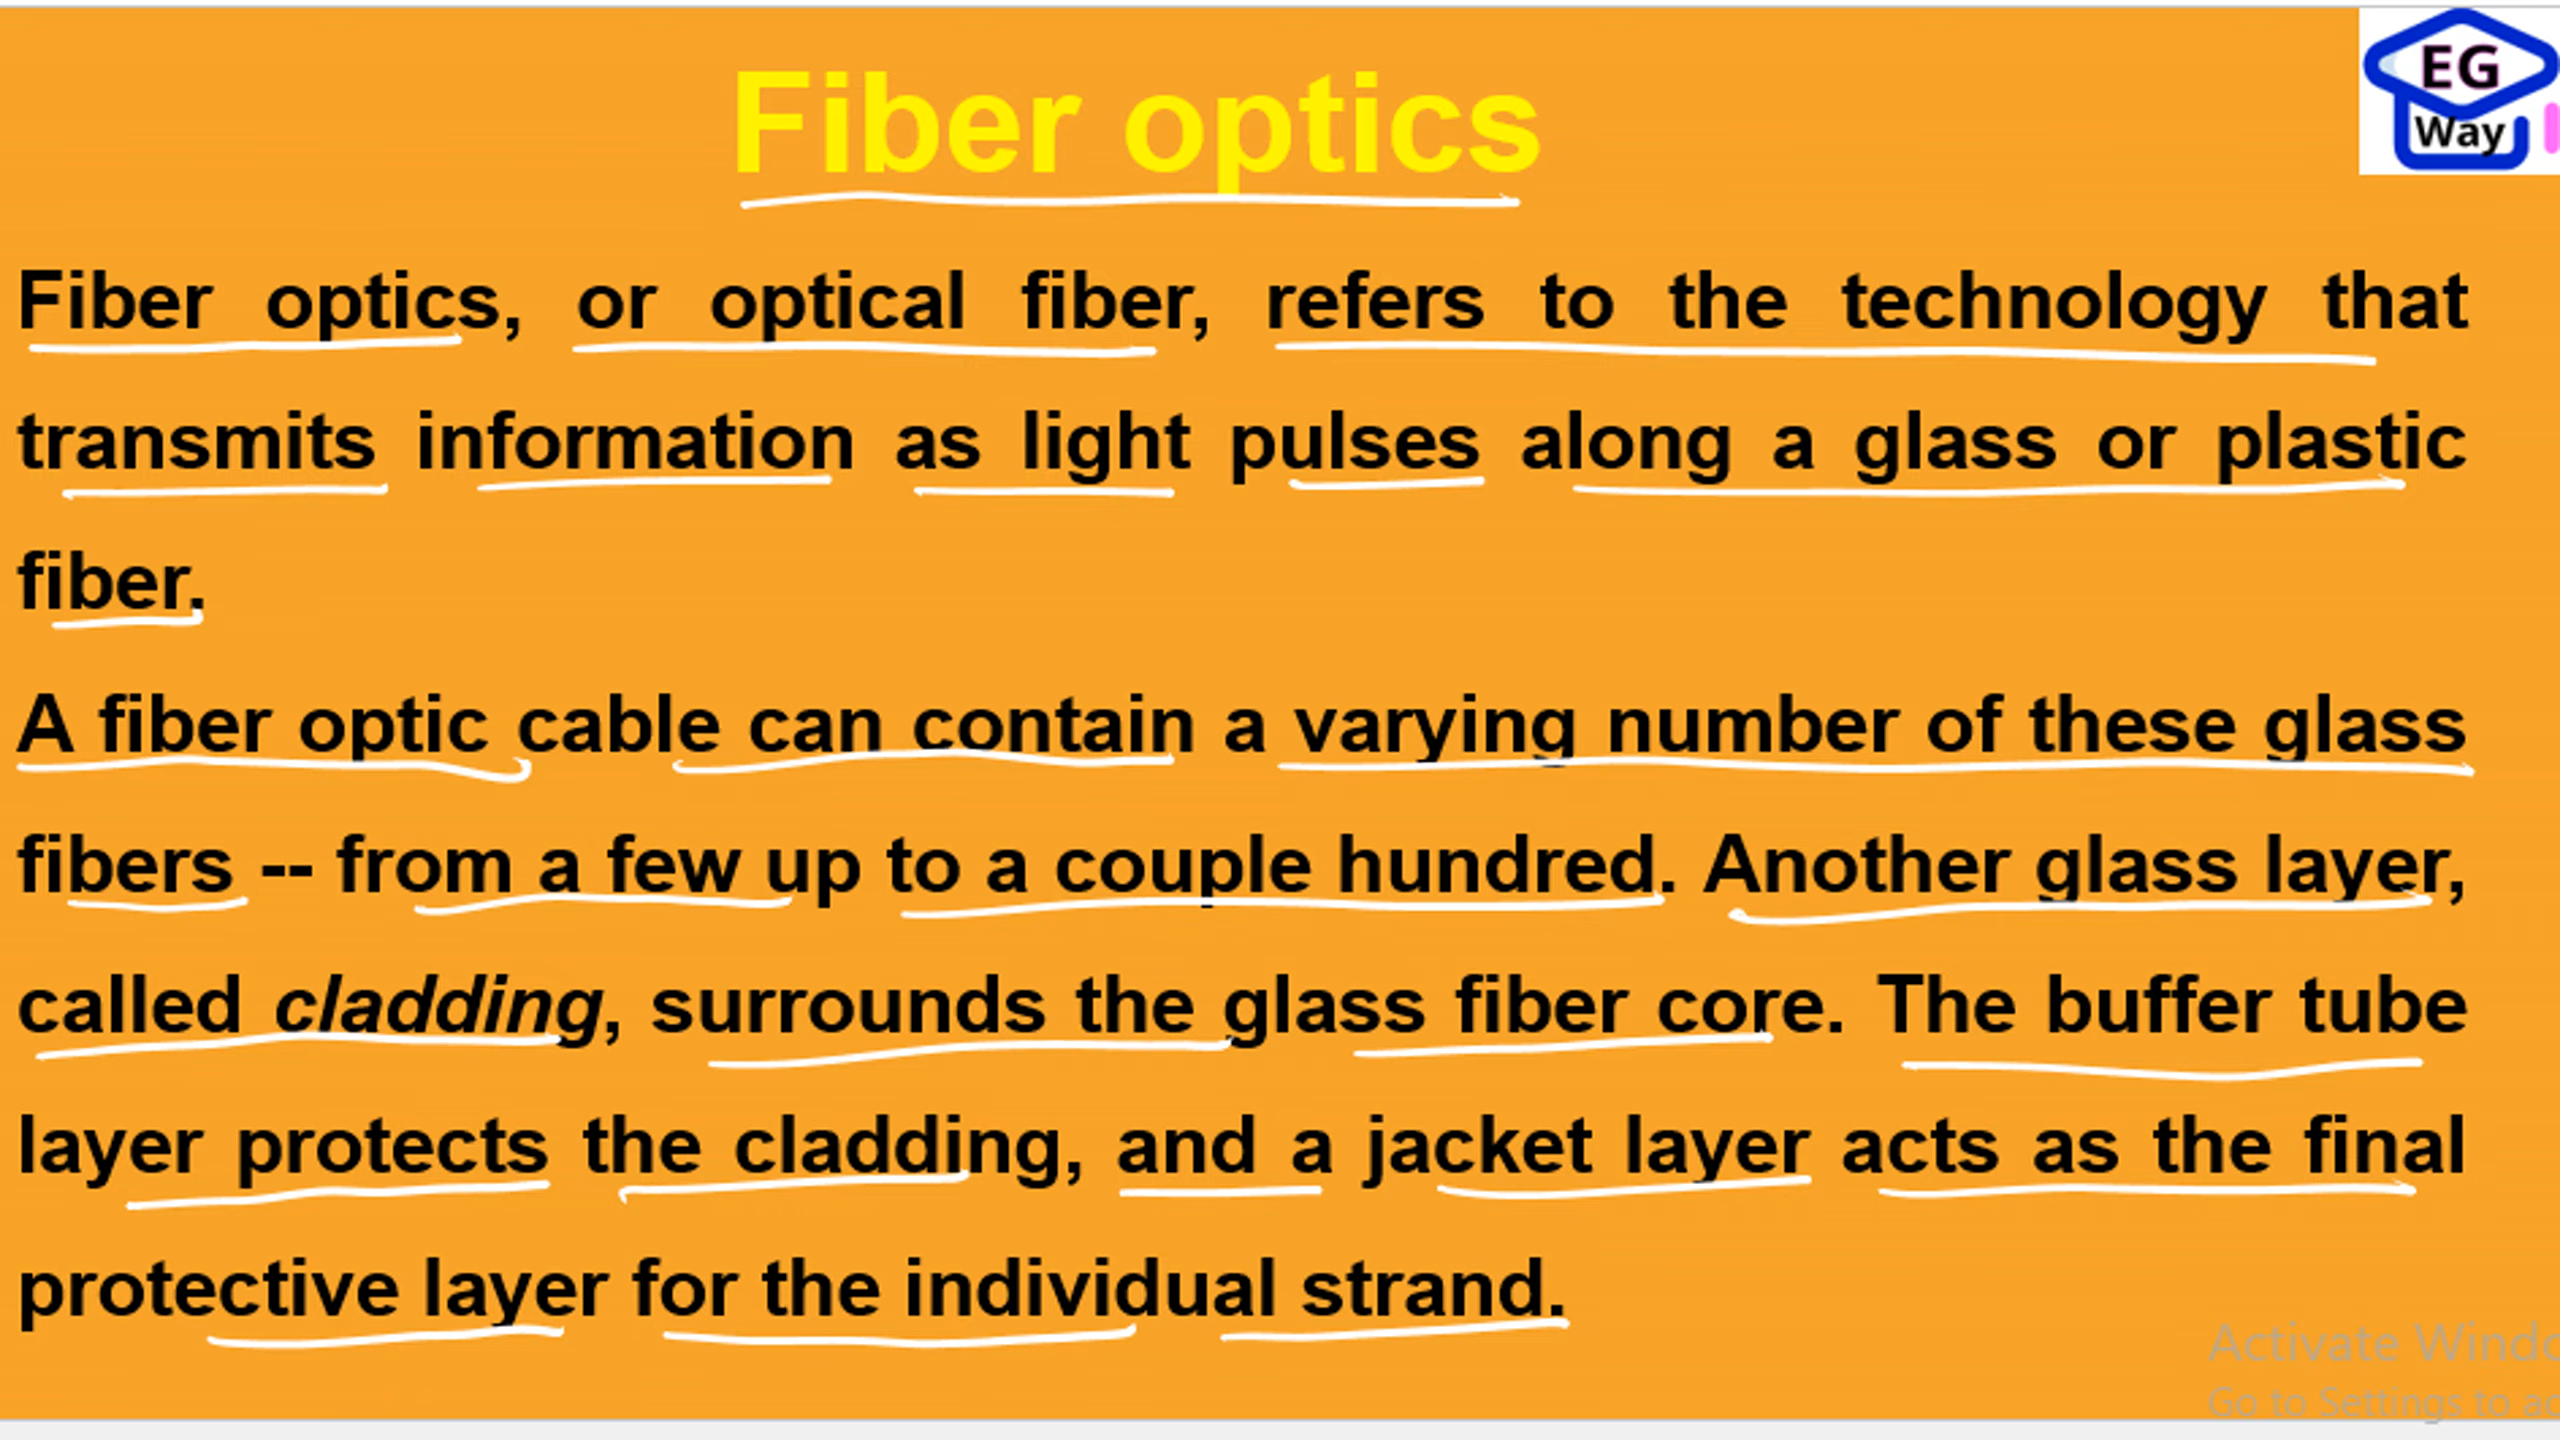 EG
Way
Fiber optics
Fiber optics, or optical fiber, refers to the technology that
transmits information as light pulses along a glass or plastic
fiber.
A fiber optic cable can contain a varying number of these glass
fibers -- from a few up to a couple hundred. Another glass layer,
called cladding, surrounds the glass fiber core. The buffer tube
layer protects the cladding, and a jacket layer acts as the final
protective layer for the individual strand.
Activate
Go to Settings to